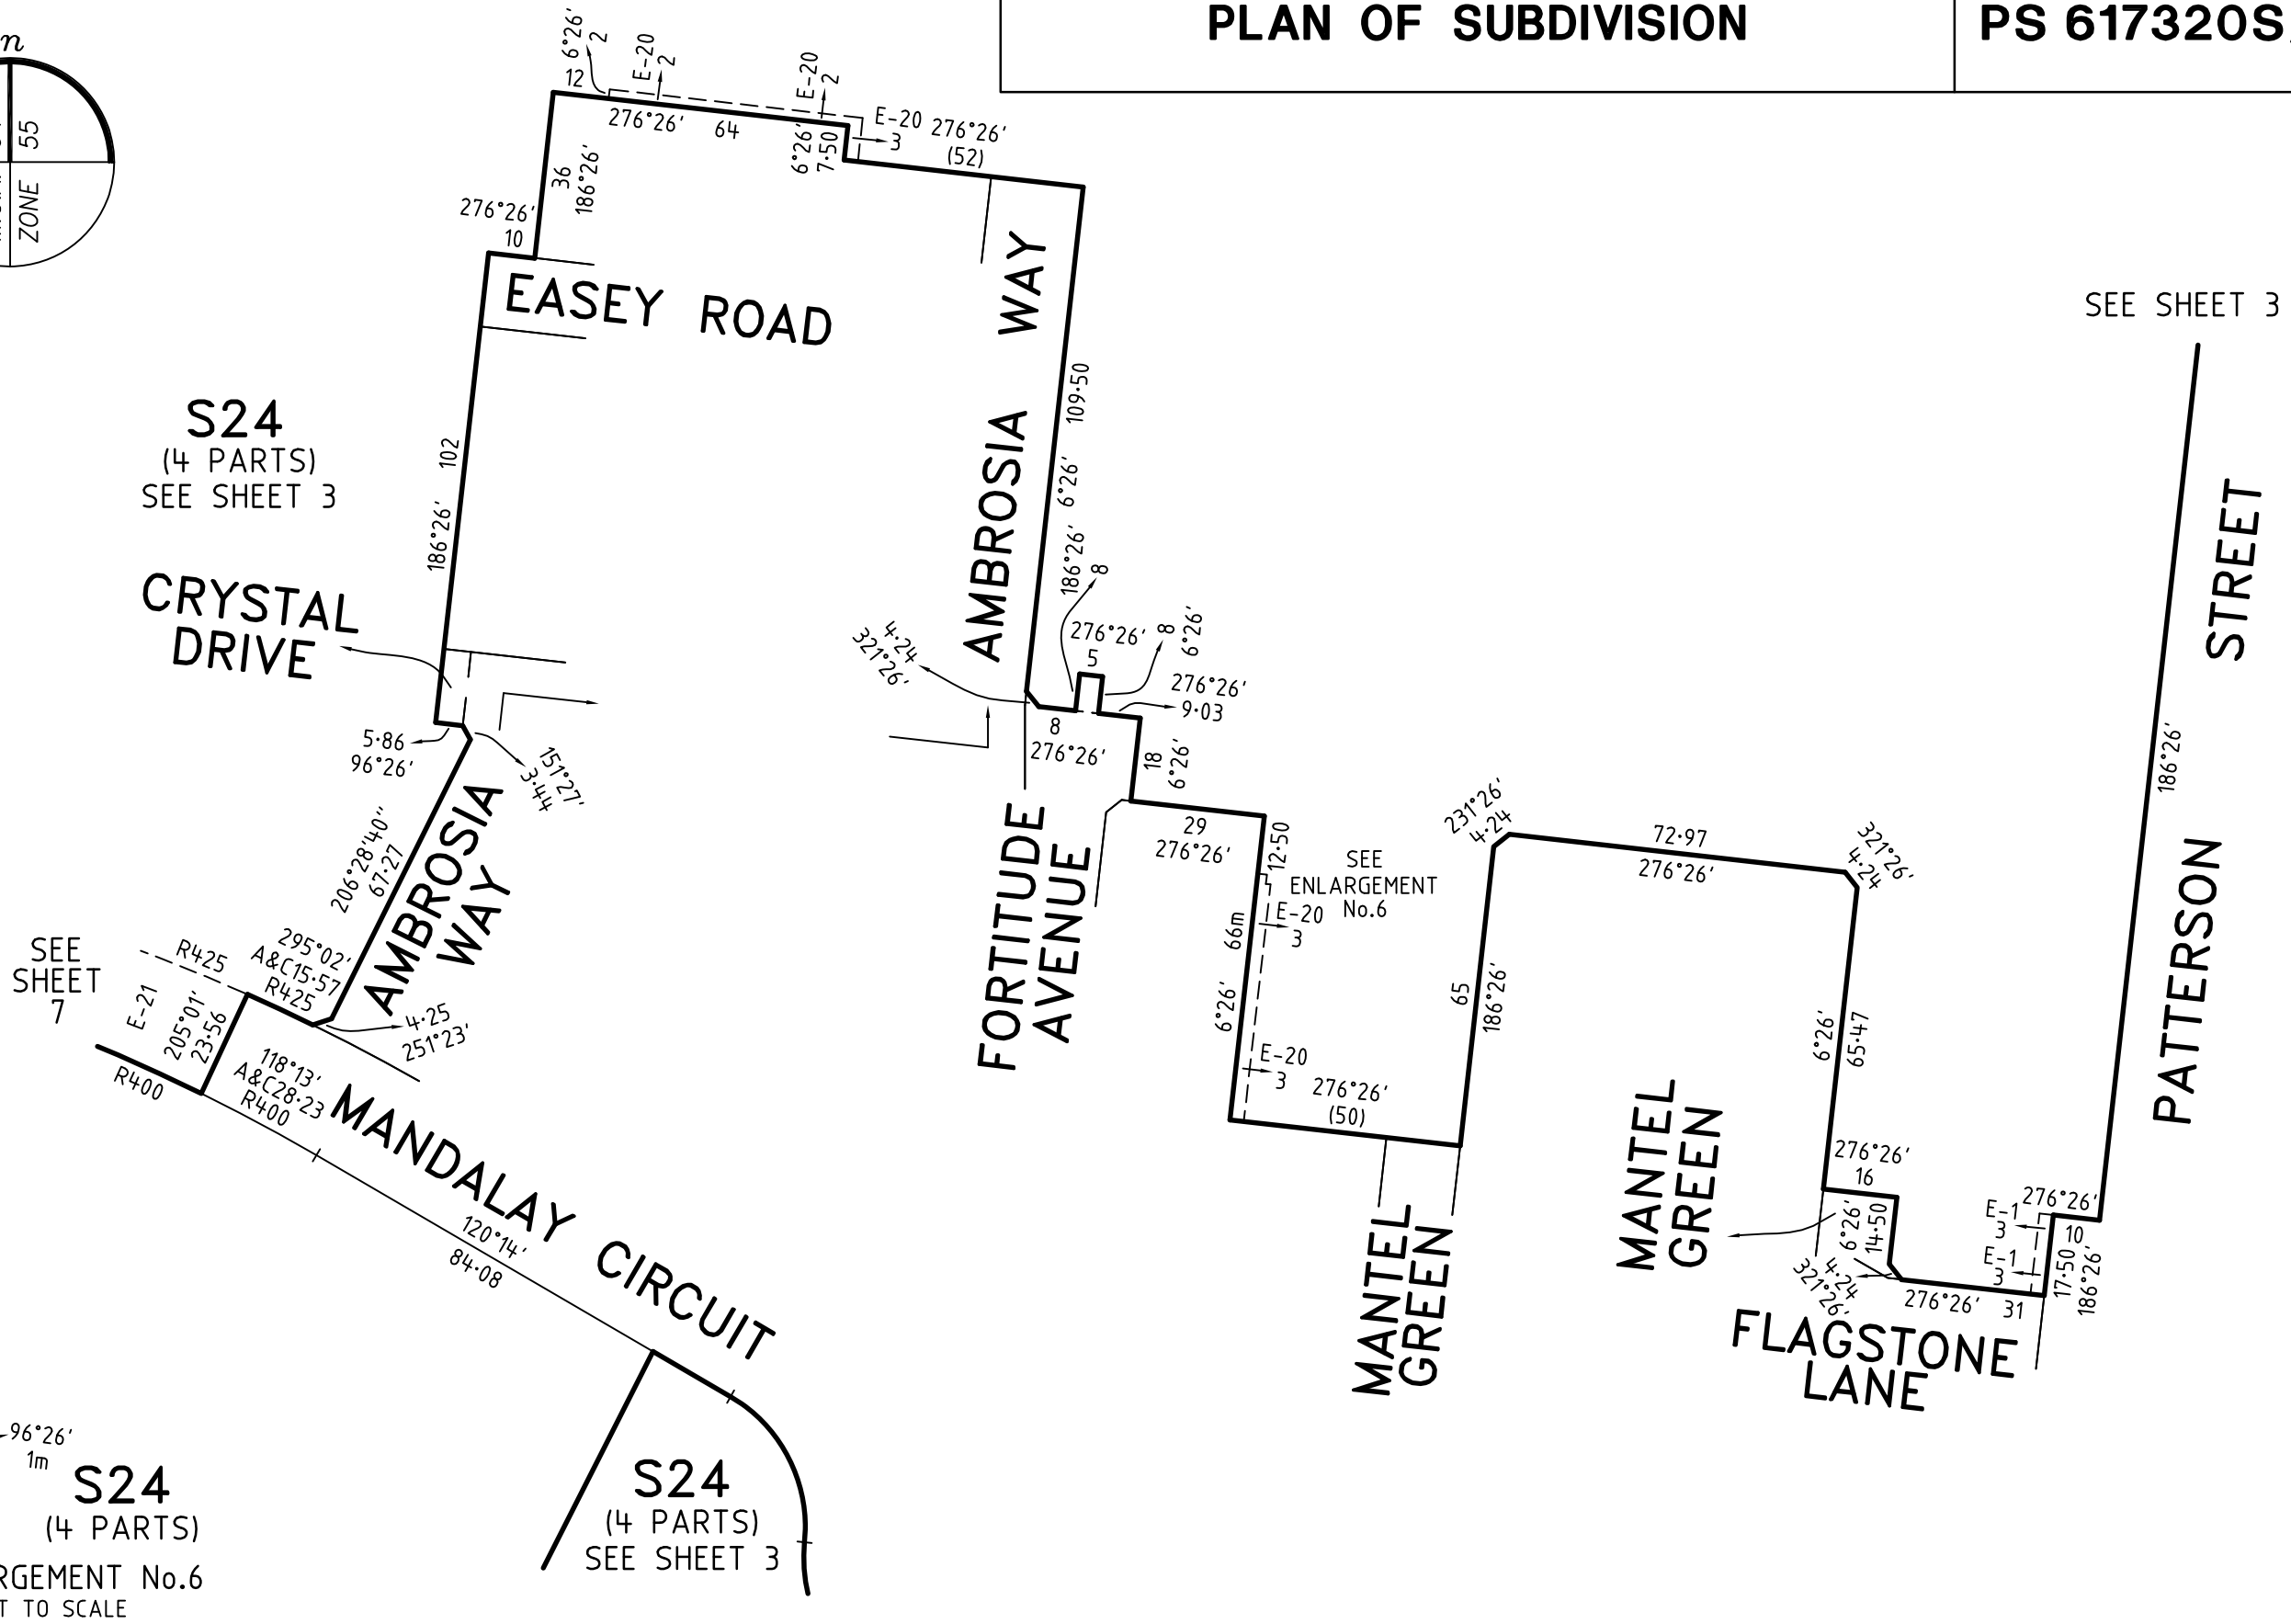 PLAN OF SUBDIVISION
PS 617320S
55
ZONE
6°26'
2
12
E-20
2
E-20
2
276°26' 64
6°26'
7·50
E-20 276°26'
3
(52)
36
186°26'
276°26'
10
EASEY ROAD
AMBROSIA WAY
109·50
6°26'
SEE SHEET 3
S24
(4 PARTS)
SEE SHEET 3
102
186°26'
CRYSTAL
DRIVE
5·86
96°26'
151°27'
3·44
206°28'40"
67·27
AMBROSIA
WAY
4·24
321°26'
186°26'
8
276°26'
5
8
6°26'
276°26'
9·03
8
276°26'
18
6°26'
29
276°26'
FORTITUDE
AVENUE
12·50
SEE
ENLARGEMENT
No.6
66m
6°26'
E-20
3
E-20
3
276°26'
(50)
231°26'
4·24
72·97
276°26'
321°26'
4·24
65
186°26'
6°26'
65·47
MANTEL
GREEN
MANTEL
GREEN
276°26'
16
6°26'
14·50
4·24
321°26'
276°26' 31
E-1
3
E-1
3
276°26'
10
17·50
186°26'
FLAGSTONE
LANE
186°26'
PATTERSON STREET
SEE
SHEET
7
R425
295°02'
A&C15·57
R425
E-21
205°01'
23·56
4·25
251°23'
R400
118°13'
A&C28·23
R400
MANDALAY CIRCUIT
120°14'
84·08
96°26'
1m
S24
(4 PARTS)
RGEMENT No.6
T TO SCALE
S24
(4 PARTS)
SEE SHEET 3